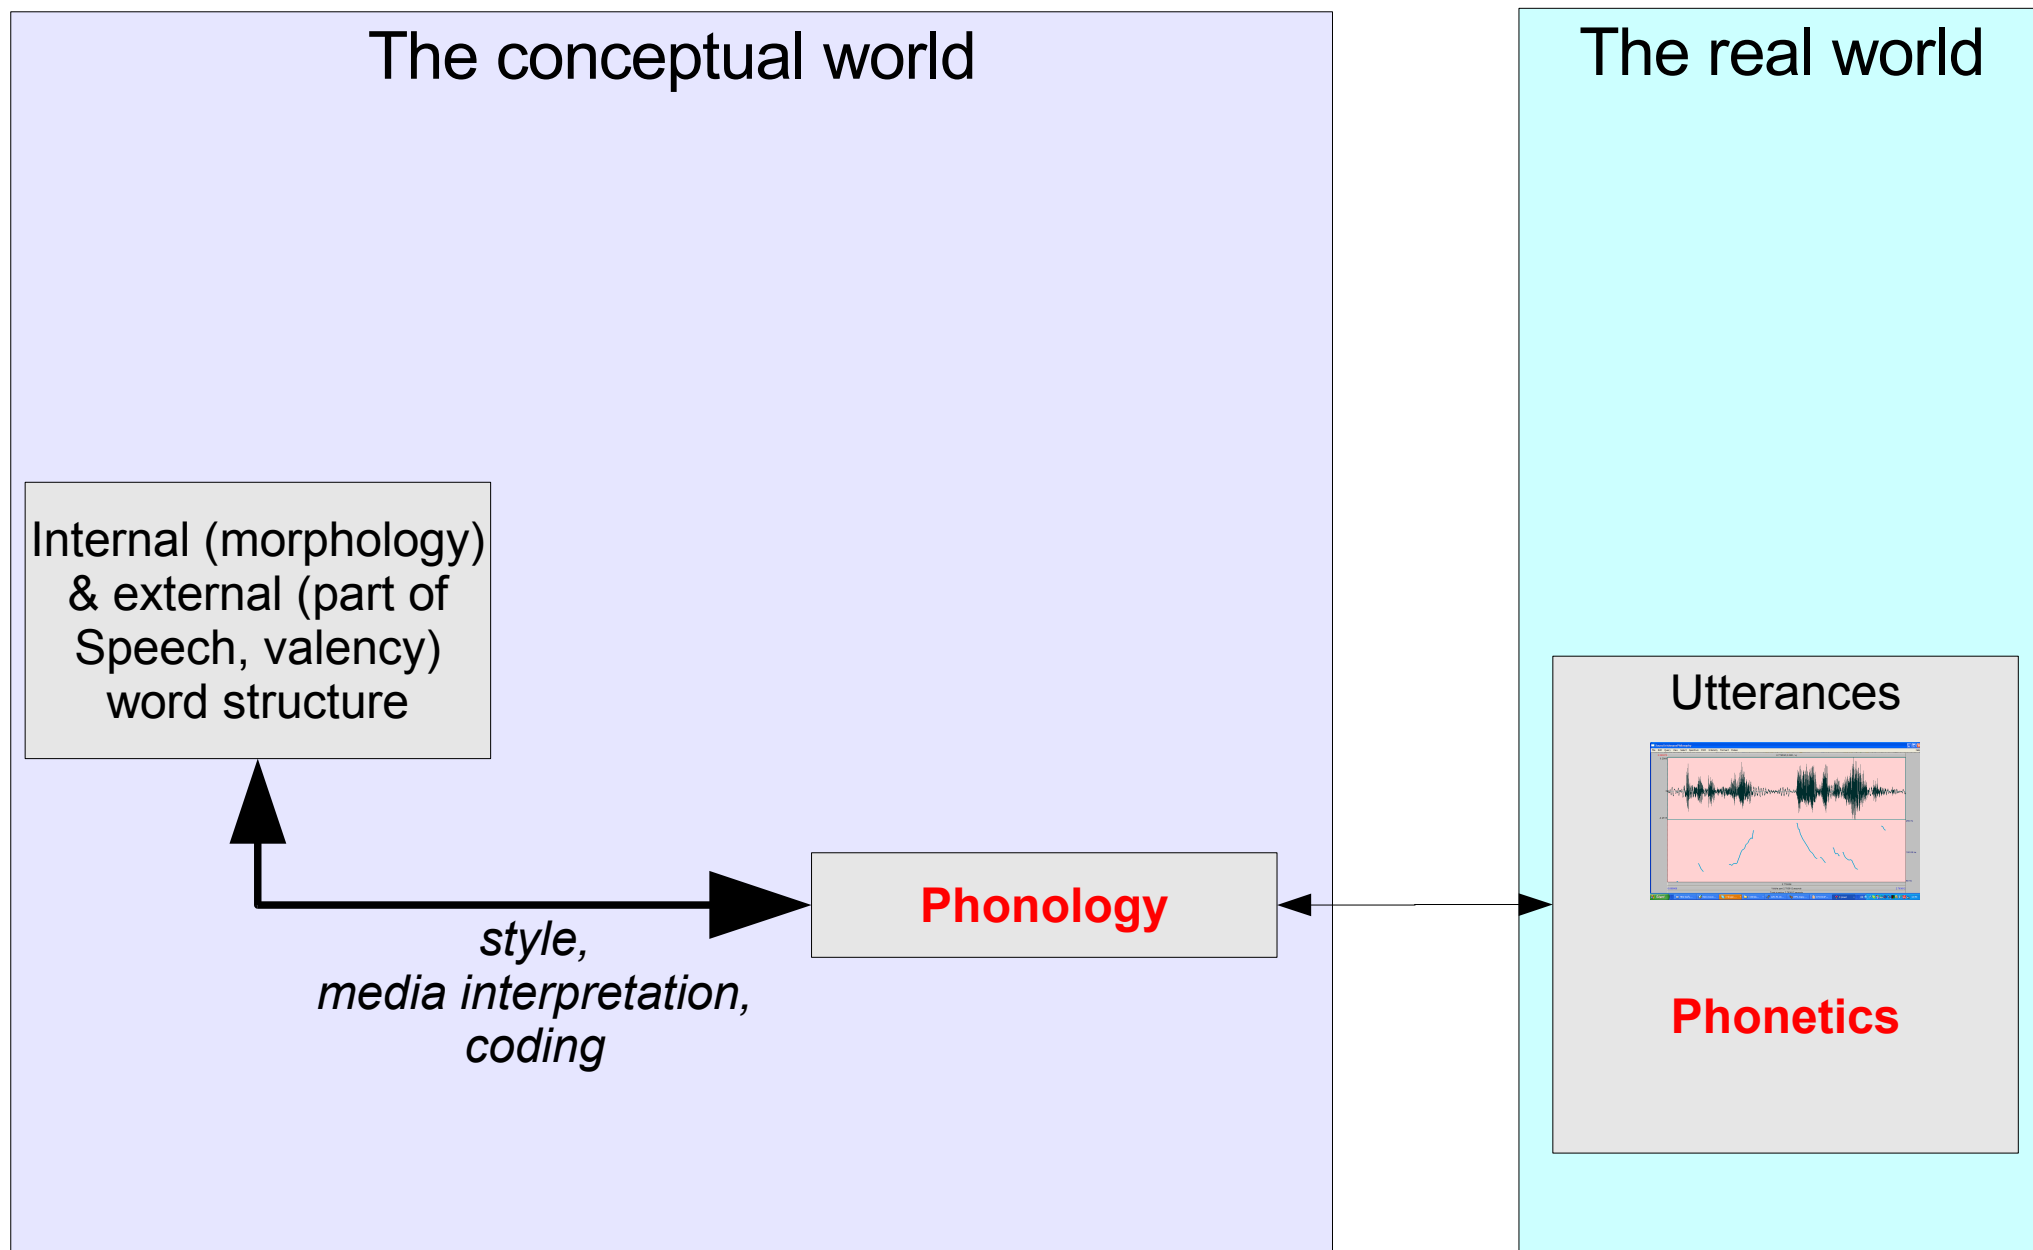 The conceptual world
The real world
Internal (morphology)
& external (part of
Speech, valency)
word structure
style,
media interpretation,
coding
Phonology
Utterances
Phonetics